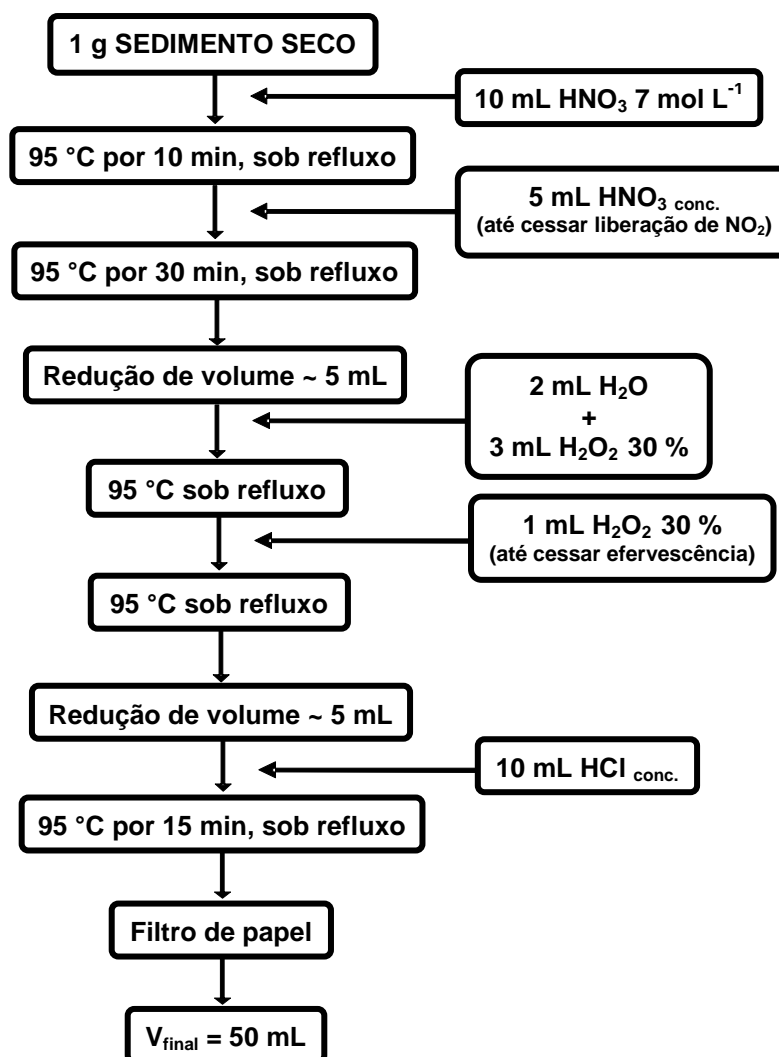 1 g SEDIMENTO SECO
10 mL HNO₃ 7 mol L⁻¹
95 °C por 10 min, sob refluxo
5 mL HNO₃ conc.
(até cessar liberação de NO₂)
95 °C por 30 min, sob refluxo
Redução de volume ~ 5 mL
2 mL H₂O
+
3 mL H₂O₂ 30 %
95 °C sob refluxo
1 mL H₂O₂ 30 %
(até cessar efervescência)
95 °C sob refluxo
Redução de volume ~ 5 mL
10 mL HCl conc.
95 °C por 15 min, sob refluxo
Filtro de papel
V final = 50 mL